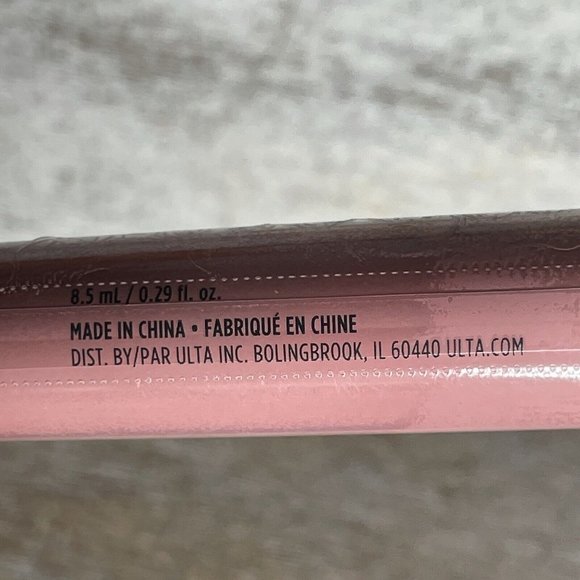 8.5 mL / 0.29 fl. oz.
MADE IN CHINA • FABRIQUÉ EN CHINE
DIST. BY/PAR ULTA INC. BOLINGBROOK, IL 60440 ULTA.COM